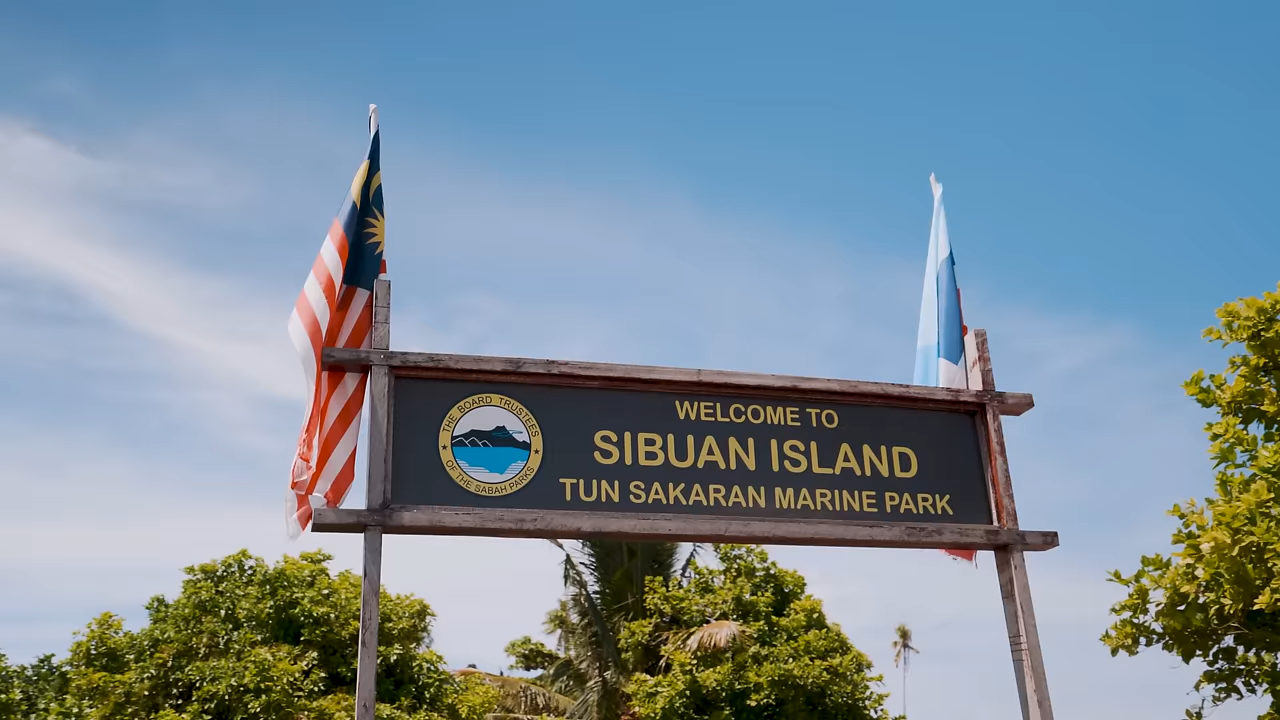 THE BOARD TRUSTEES
OF THE SABAH PARKS
WELCOME TO
SIBUAN ISLAND
TUN SAKARAN MARINE PARK